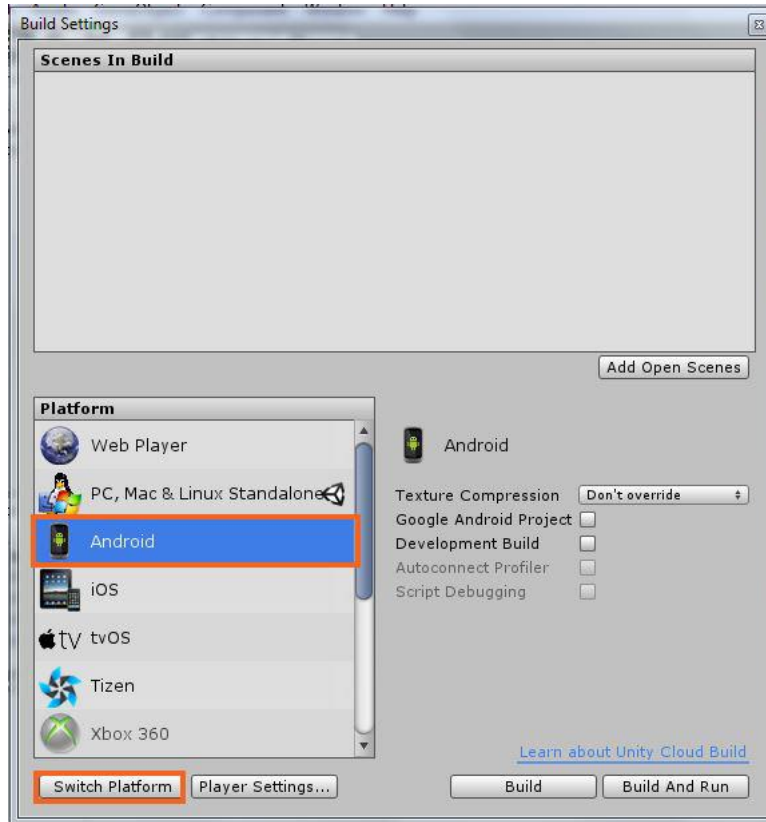 Build Settings
Scenes In Build
Add Open Scenes
Platform
Web Player
PC, Mac & Linux Standalone
Android
iOS
tv tvOS
Tizen
Xbox 360
Android
Texture Compression Don't override
Google Android Project
Development Build
Autoconnect Profiler
Script Debugging
Learn about Unity Cloud Build
Switch Platform Player Settings... Build Build And Run